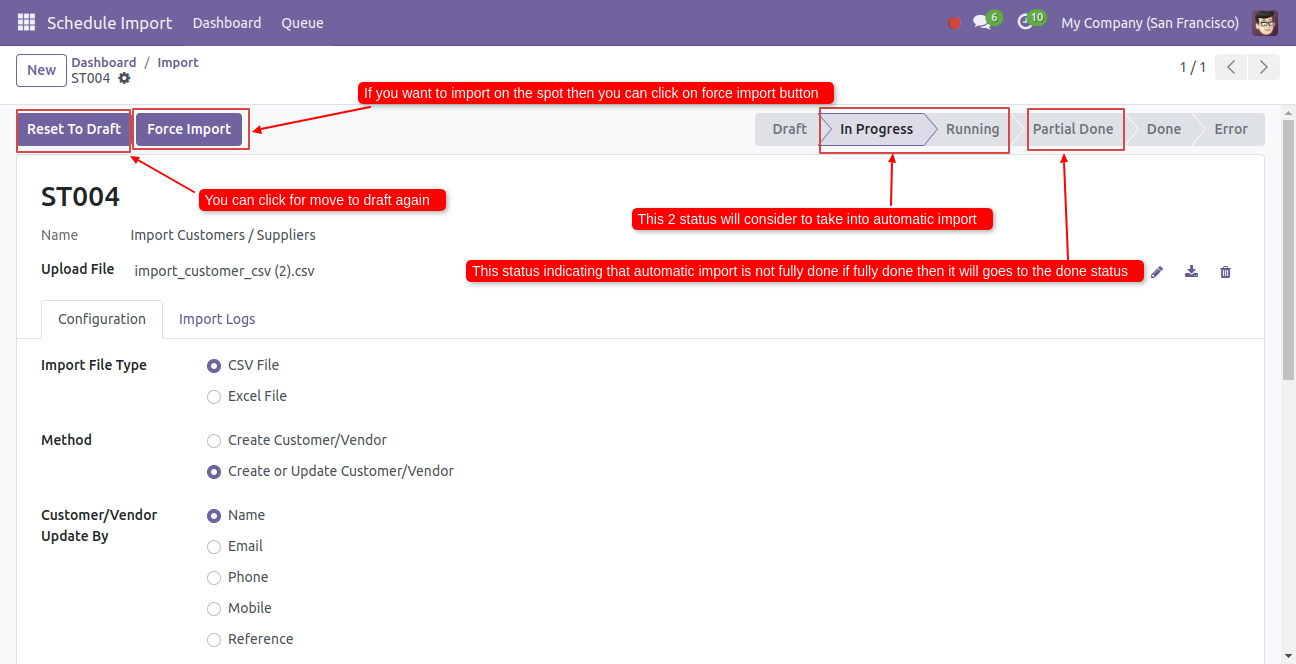 Schedule Import Dashboard Queue 6 10 My Company (San Francisco)
New Dashboard / Import 1 / 1
ST004
If you want to import on the spot then you can click on force import button
Reset To Draft Force Import Draft In Progress Running Partial Done Done Error
ST004
You can click for move to draft again
This 2 status will consider to take into automatic import
Name Import Customers / Suppliers
Upload File import_customer_csv (2).csv
This status indicating that automatic import is not fully done if fully done then it will goes to the done status
Configuration Import Logs
Import File Type CSV File
Excel File
Method Create Customer/Vendor
Create or Update Customer/Vendor
Customer/Vendor Name
Update By
Email
Phone
Mobile
Reference